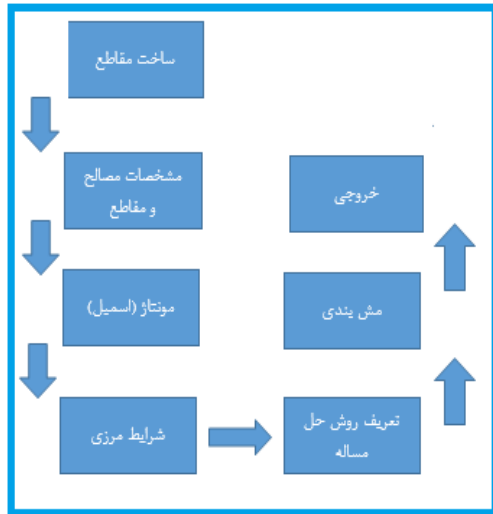 ساخت مقاطع
مشخصات مصالح
و مقاطع
مونتاژ (اسمبل)
شرایط مرزی
تعریف روش حل
مساله
مش بندی
خروجی